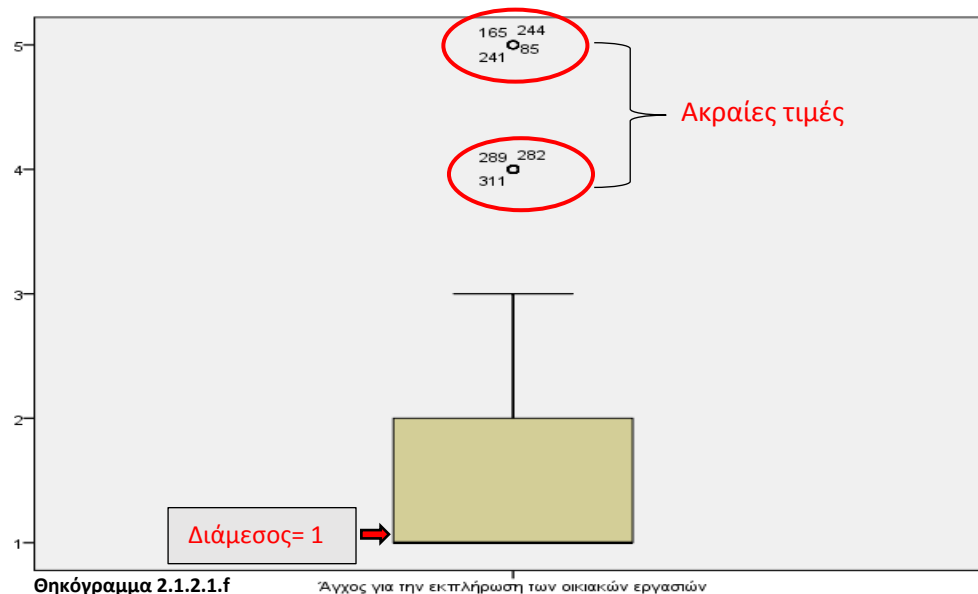 5
165 244
241 85
Ακραίες τιμές
4
289 282
311
3
2
Διάμεσος= 1
1
Θηκόγραμμα 2.1.2.1.f
Άγχος για την εκπλήρωση των οικιακών εργασιών